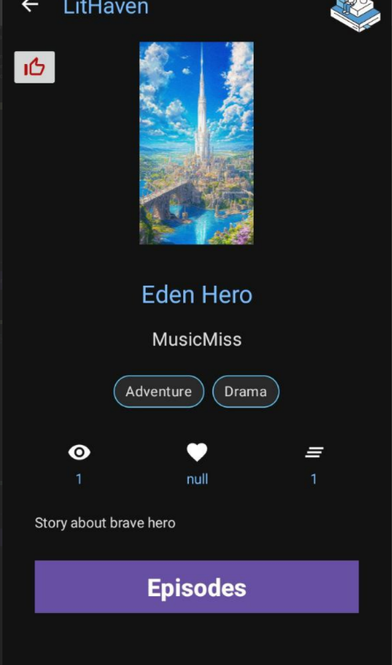 LitHaven
Eden Hero
MusicMiss
Adventure Drama
1 null 1
Story about brave hero
Episodes